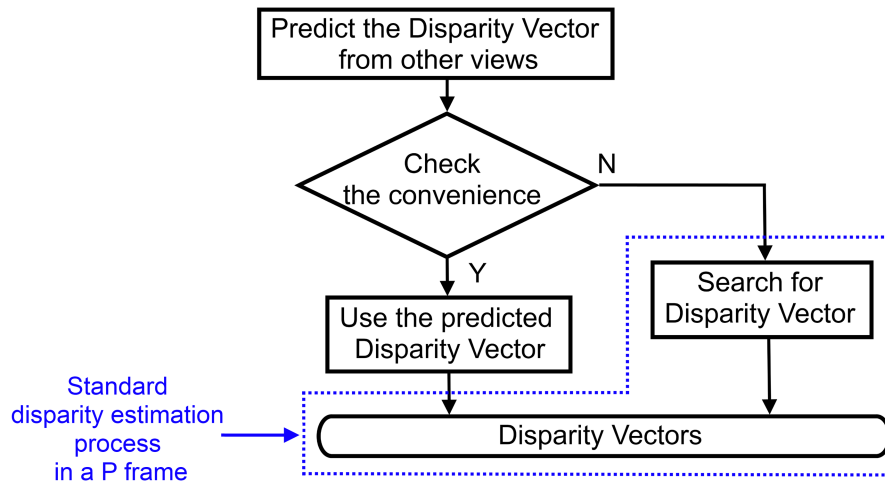 Predict the Disparity Vector
from other views
Check
the convenience
N
Y
Search for
Disparity Vector
Use the predicted
Disparity Vector
Standard
disparity estimation
process
in a P frame
Disparity Vectors